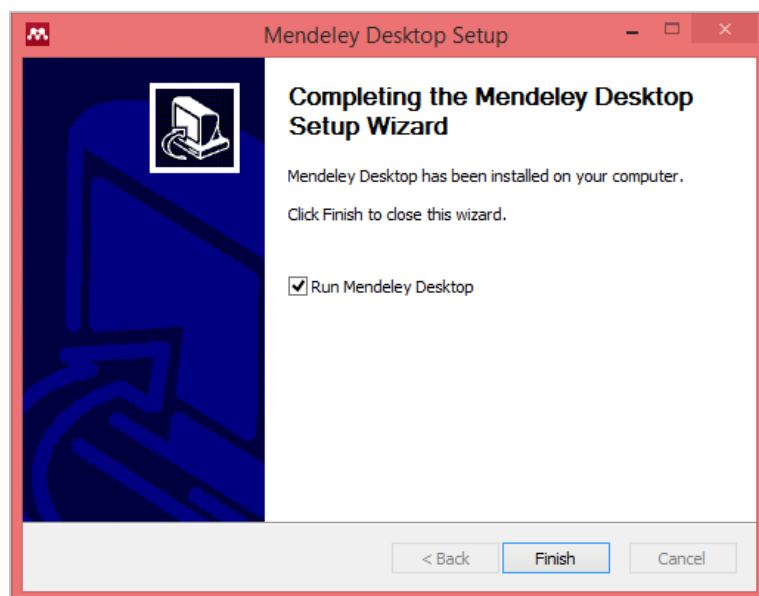 Mendeley Desktop Setup
Completing the Mendeley Desktop
Setup Wizard
Mendeley Desktop has been installed on your computer.
Click Finish to close this wizard.
Run Mendeley Desktop
< Back Finish Cancel